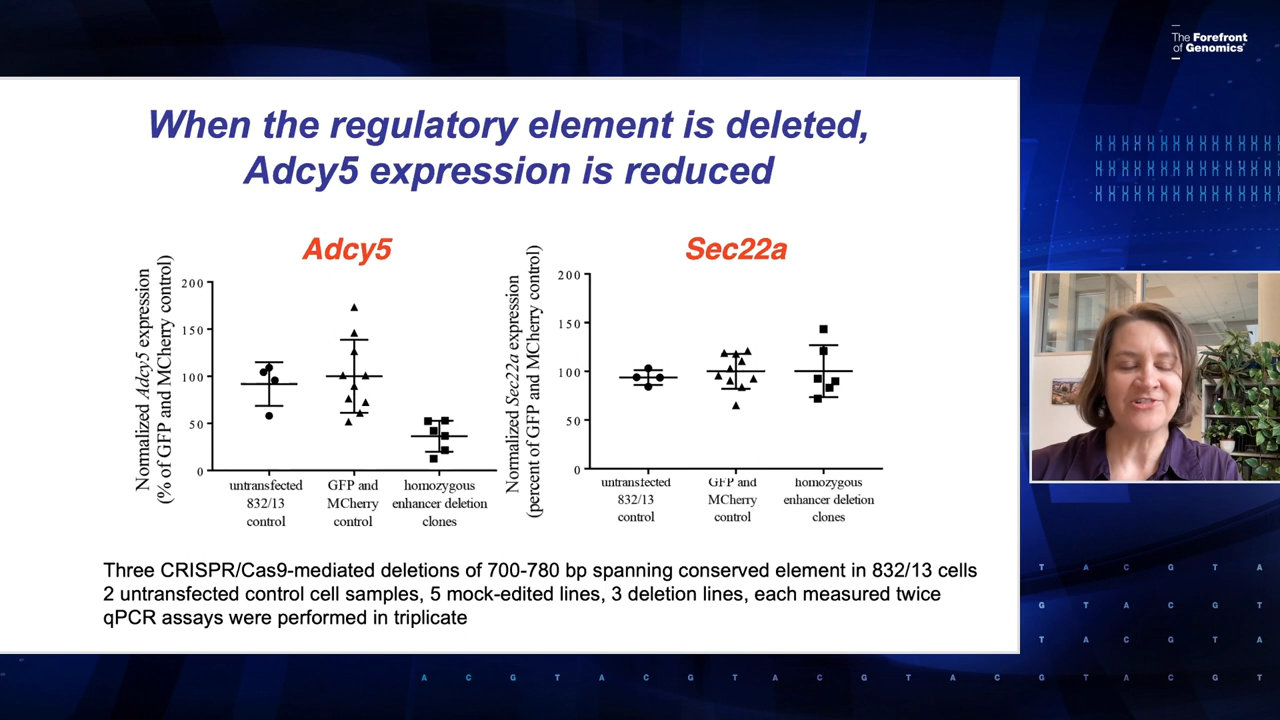 The Forefront
of Genomics®
When the regulatory element is deleted,
Adcy5 expression is reduced
Adcy5
Normalized Adcy5 expression
(% of GFP and MCherry control)
200
150
100
50
0
untransfected
832/13
control
GFP and
MCherry
control
homozygous
enhancer deletion
clones
Sec22a
Normalized Sec22a expression
(percent of GFP and MCherry control)
200
150
100
50
0
untransfected
832/13
control
GFP and
MCherry
control
homozygous
enhancer deletion
clones
Three CRISPR/Cas9-mediated deletions of 700-780 bp spanning conserved element in 832/13 cells
2 untransfected control cell samples, 5 mock-edited lines, 3 deletion lines, each measured twice
qPCR assays were performed in triplicate
T A C G T A
G T A C G T
T A C G T A
A C G T A C G T A C G T A C G T A C G T